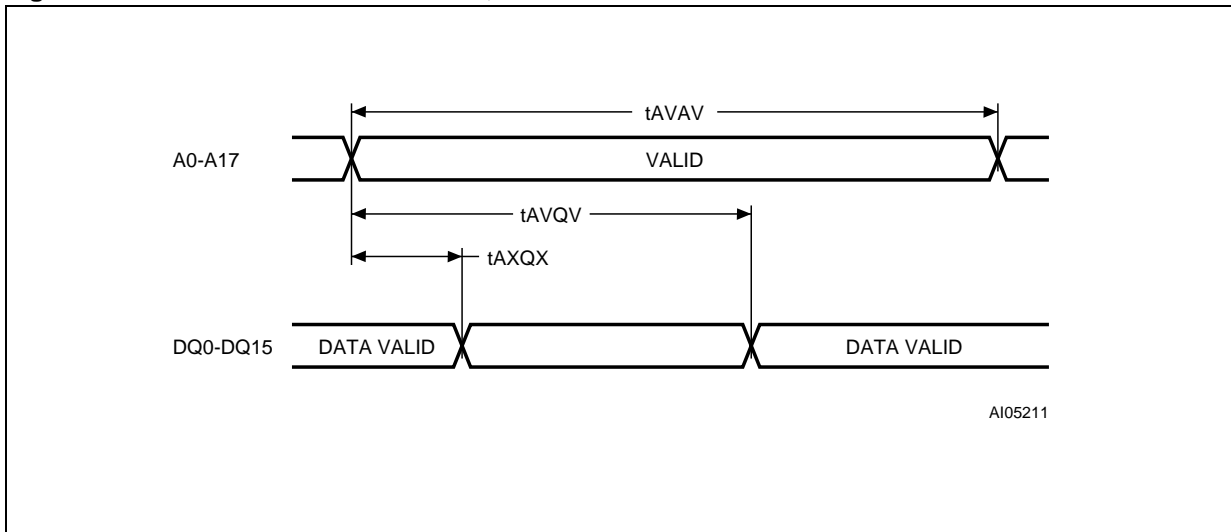 tAVAV
A0-A17 VALID
tAVQV
tAXQX
DQ0-DQ15 DATA VALID DATA VALID
AI05211